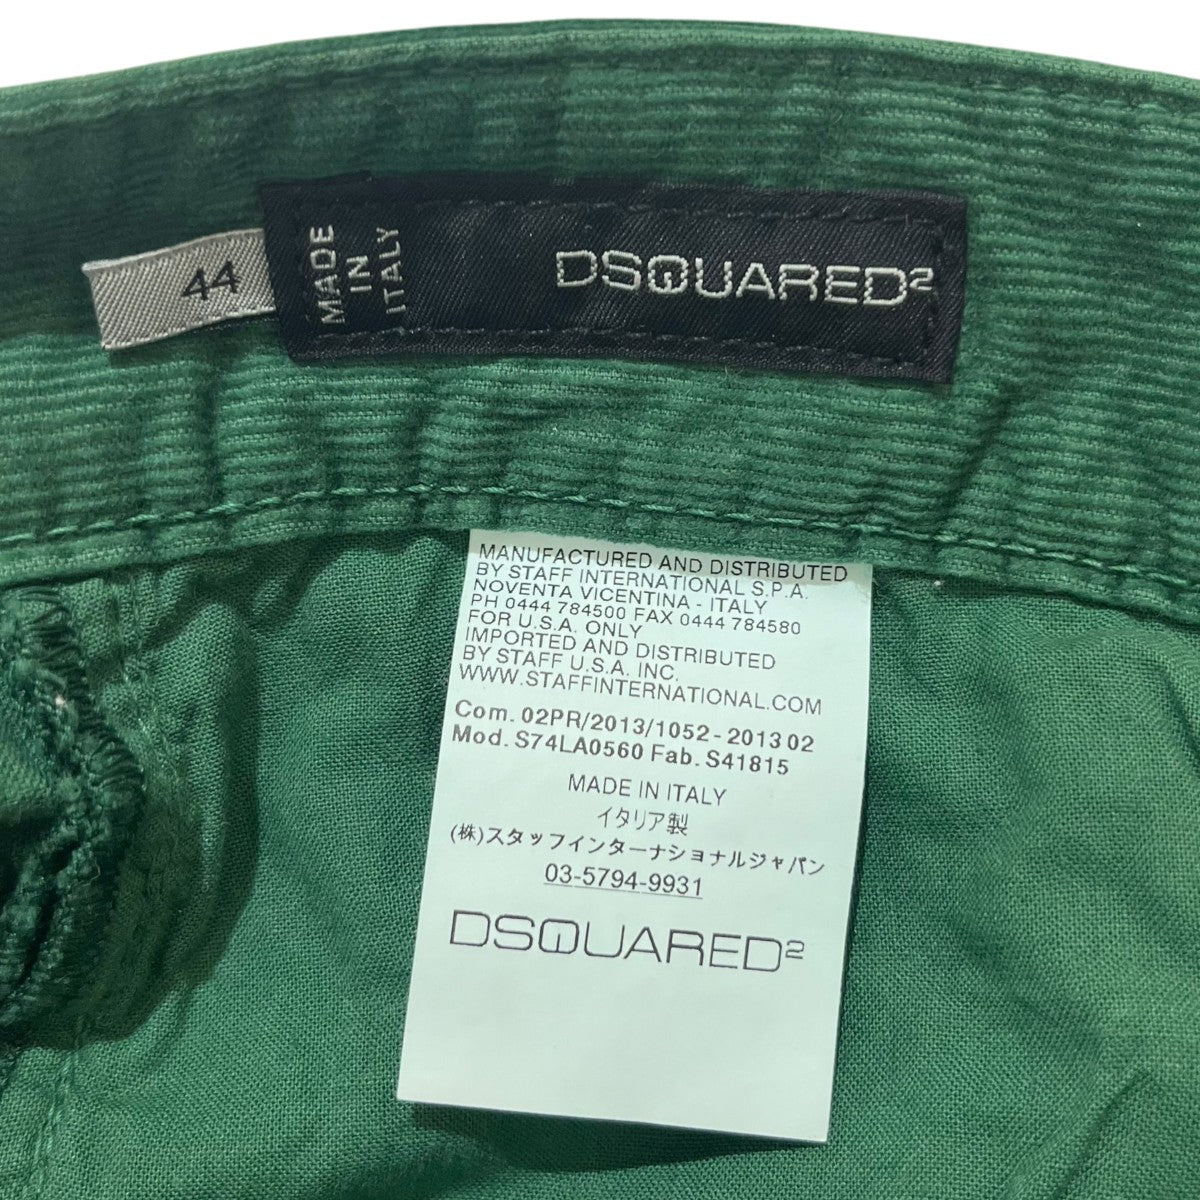 44
MADE
IN
ITALY
DSQUARED2
MANUFACTURED AND DISTRIBUTED
BY STAFF INTERNATIONAL S.P.A.
NOVENTA VICENTINA - ITALY
PH 0444 784500 FAX 0444 784580
FOR U.S.A. ONLY
IMPORTED AND DISTRIBUTED
BY STAFF U.S.A. INC.
WWW.STAFFINTERNATIONAL.COM
Com. 02PR/2013/1052 - 2013 02
Mod. S74LA0560 Fab. S41815
MADE IN ITALY
イタリア製
(株)スタッフインターナショナルジャパン
03-5794-9931
DSQUARED2